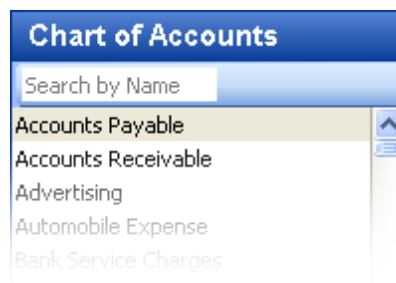 Chart of Accounts
Search by Name
Accounts Payable
Accounts Receivable
Advertising
Automobile Expense
Bank Service Charges